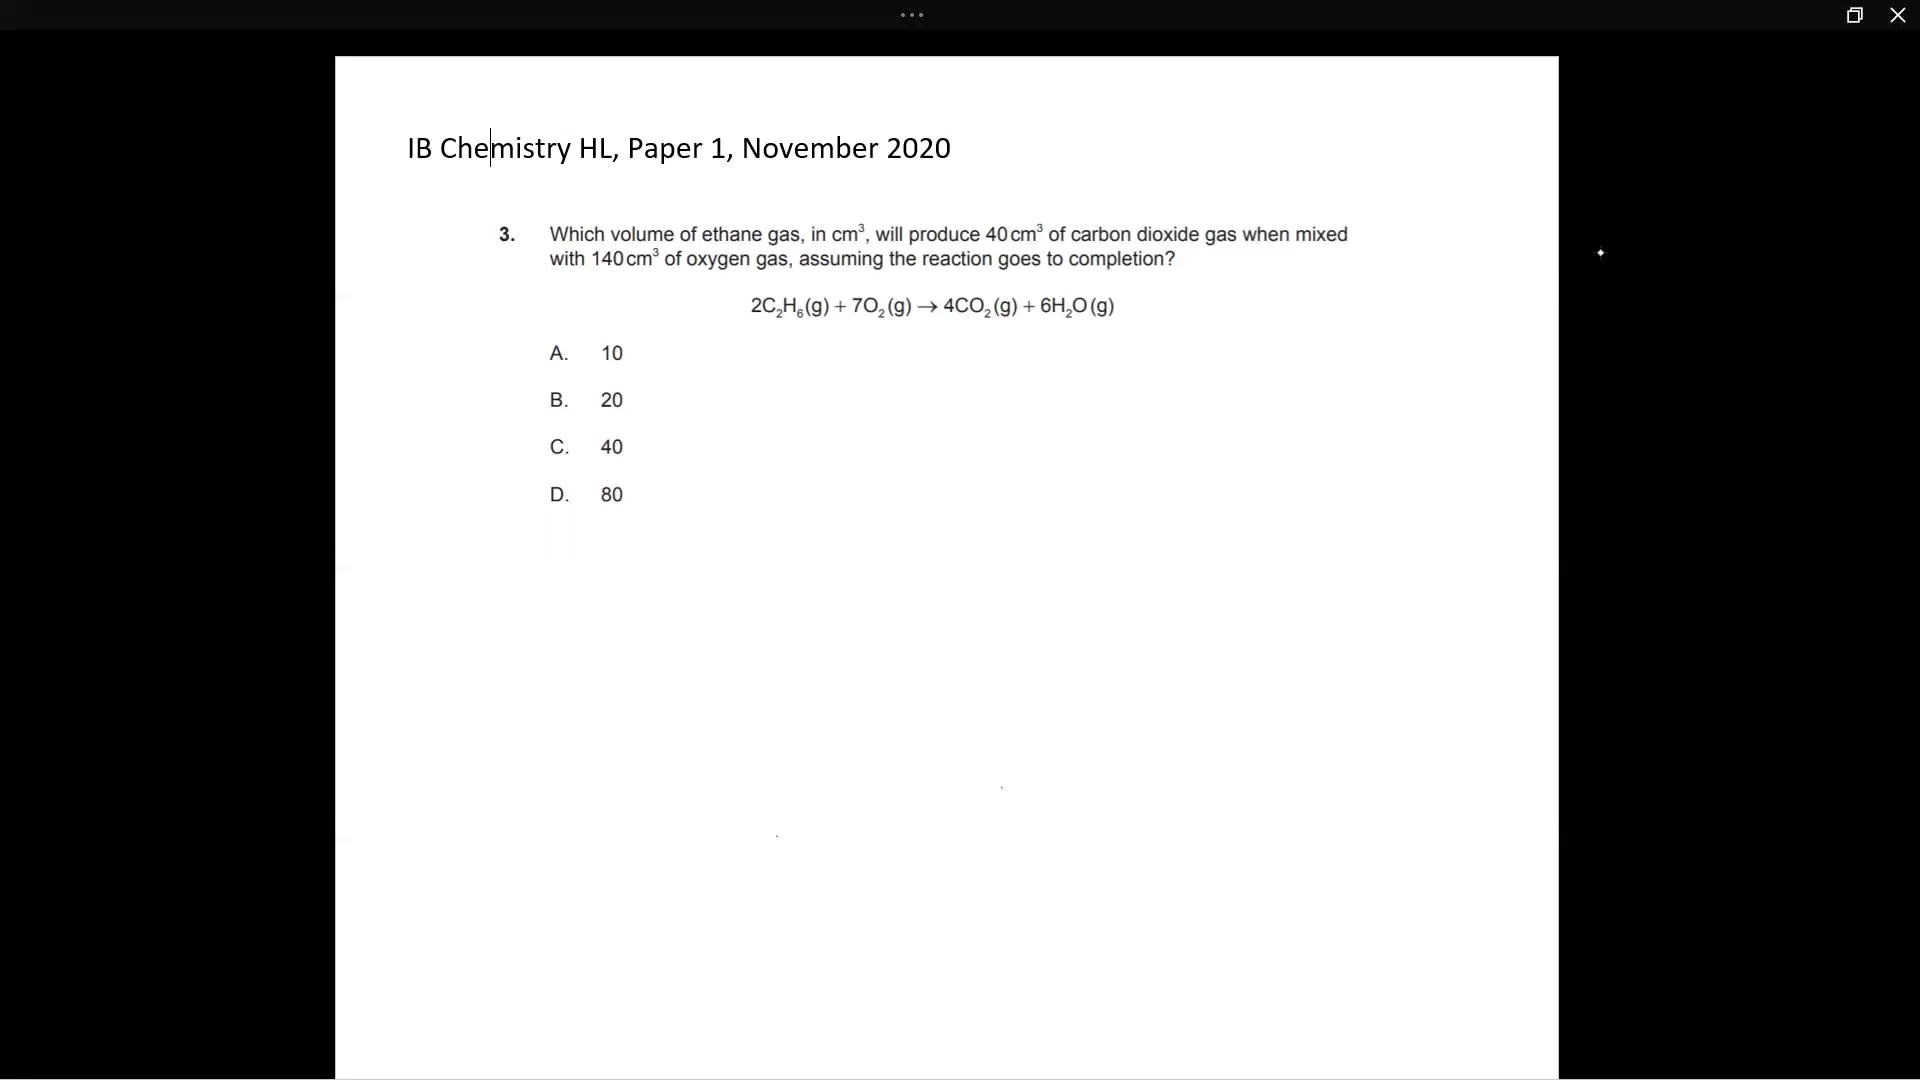 IB Chemistry HL, Paper 1, November 2020
3. Which volume of ethane gas, in cm³, will produce 40 cm³ of carbon dioxide gas when mixed
with 140 cm³ of oxygen gas, assuming the reaction goes to completion?
2C₂H₆(g) + 7O₂(g) → 4CO₂(g) + 6H₂O(g)
A. 10
B. 20
C. 40
D. 80